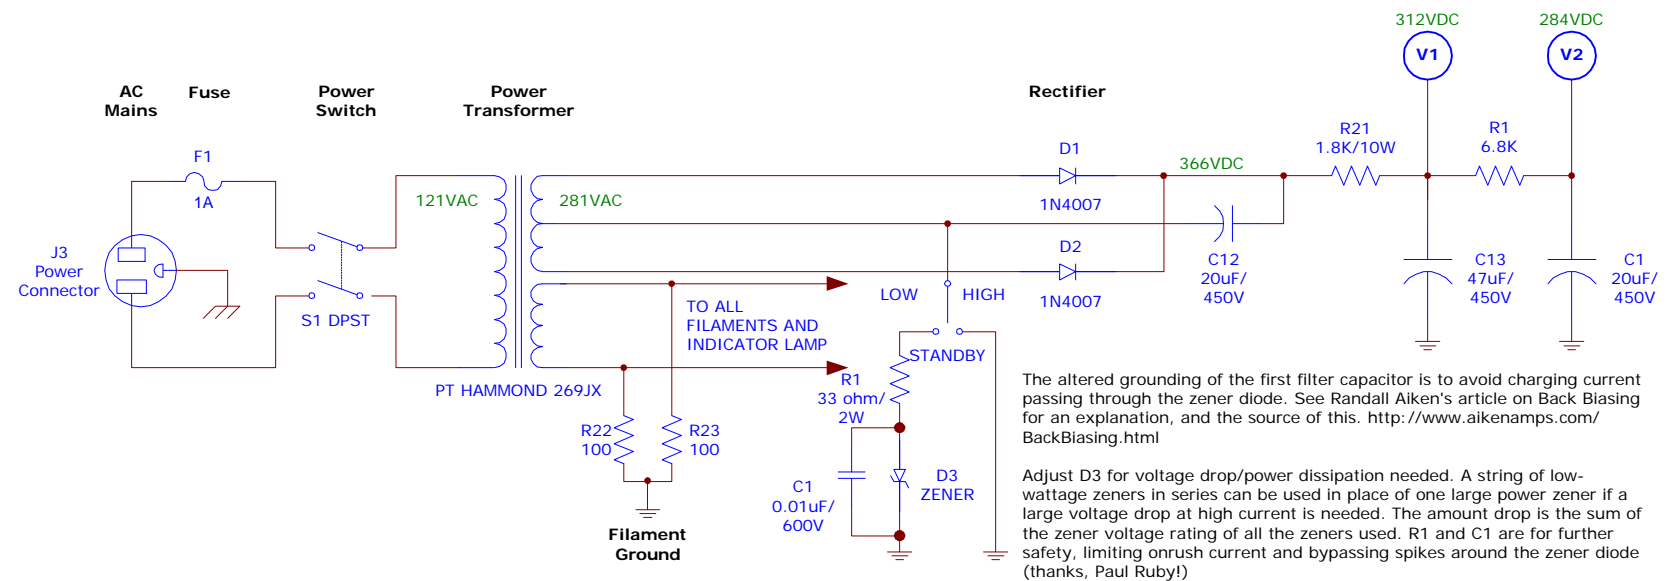 312VDC
284VDC
V1
V2
AC
Mains
Fuse
Power
Switch
Power
Transformer
Rectifier
F1
1A
121VAC
281VAC
D1
1N4007
366VDC
R21
1.8K/10W
R1
6.8K
J3
Power
Connector
S1 DPST
D2
1N4007
C12
20uF/
450V
C13
47uF/
450V
C1
20uF/
450V
LOW
HIGH
STANDBY
TO ALL
FILAMENTS AND
INDICATOR LAMP
PT HAMMOND 269JX
R1
33 ohm/
2W
R22
100
R23
100
C1
0.01uF/
600V
D3
ZENER
Filament
Ground
The altered grounding of the first filter capacitor is to avoid charging current
passing through the zener diode. See Randall Aiken's article on Back Biasing
for an explanation, and the source of this. http://www.aikenamps.com/
BackBiasing.html
Adjust D3 for voltage drop/power dissipation needed. A string of low-
wattage zeners in series can be used in place of one large power zener if a
large voltage drop at high current is needed. The amount drop is the sum of
the zener voltage rating of all the zeners used. R1 and C1 are for further
safety, limiting onrush current and bypassing spikes around the zener diode
(thanks, Paul Ruby!)